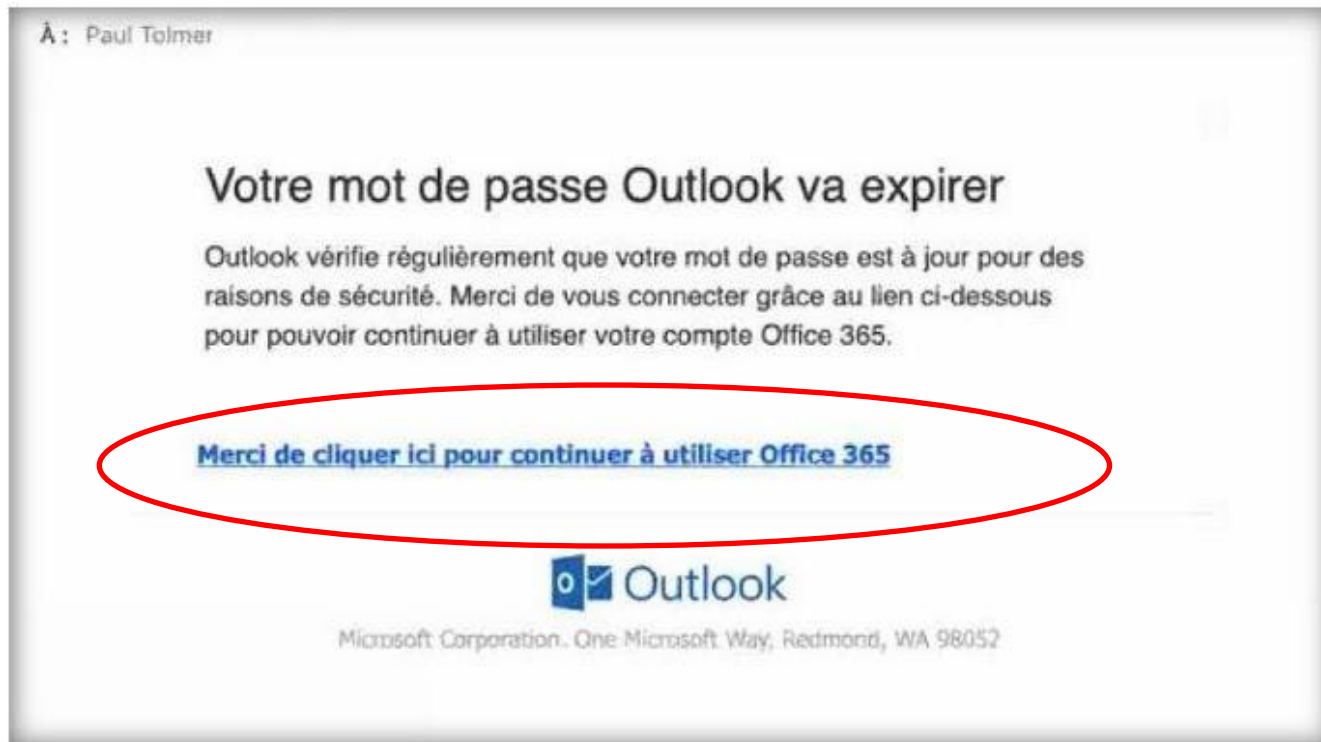 À : Paul Tolmer
Votre mot de passe Outlook va expirer
Outlook vérifie régulièrement que votre mot de passe est à jour pour des
raisons de sécurité. Merci de vous connecter grâce au lien ci-dessous
pour pouvoir continuer à utiliser votre compte Office 365.
Merci de cliquer ici pour continuer à utiliser Office 365
Outlook
Microsoft Corporation. One Microsoft Way, Redmond, WA 98052